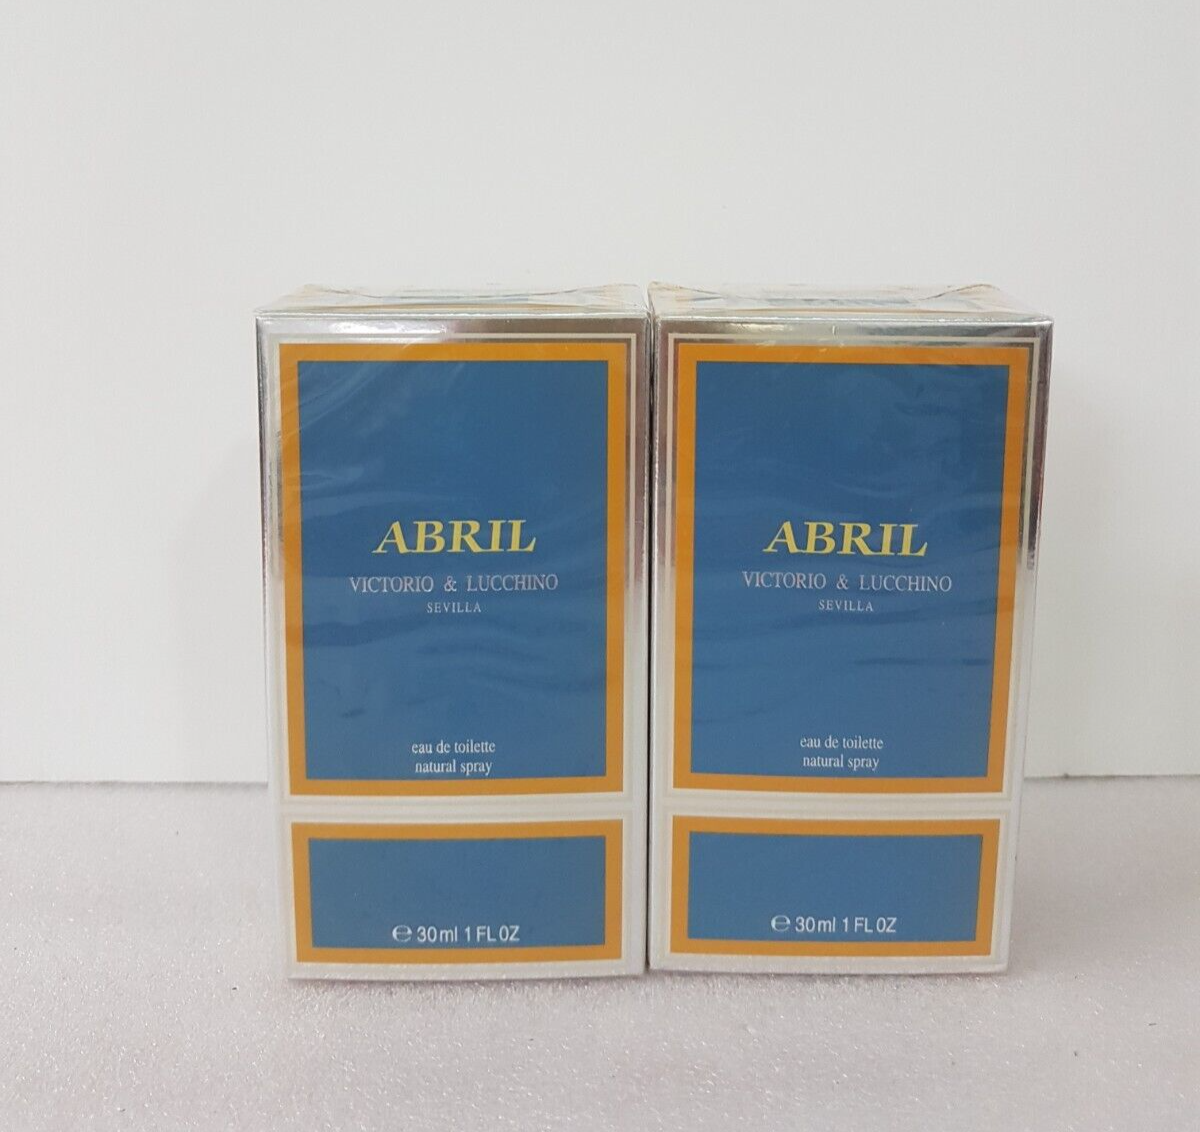 ABRIL
VICTORIO & LUCCHINO
SEVILLA
eau de toilette
natural spray
℮ 30ml 1 FL OZ
ABRIL
VICTORIO & LUCCHINO
SEVILLA
eau de toilette
natural spray
℮ 30ml 1 FL OZ